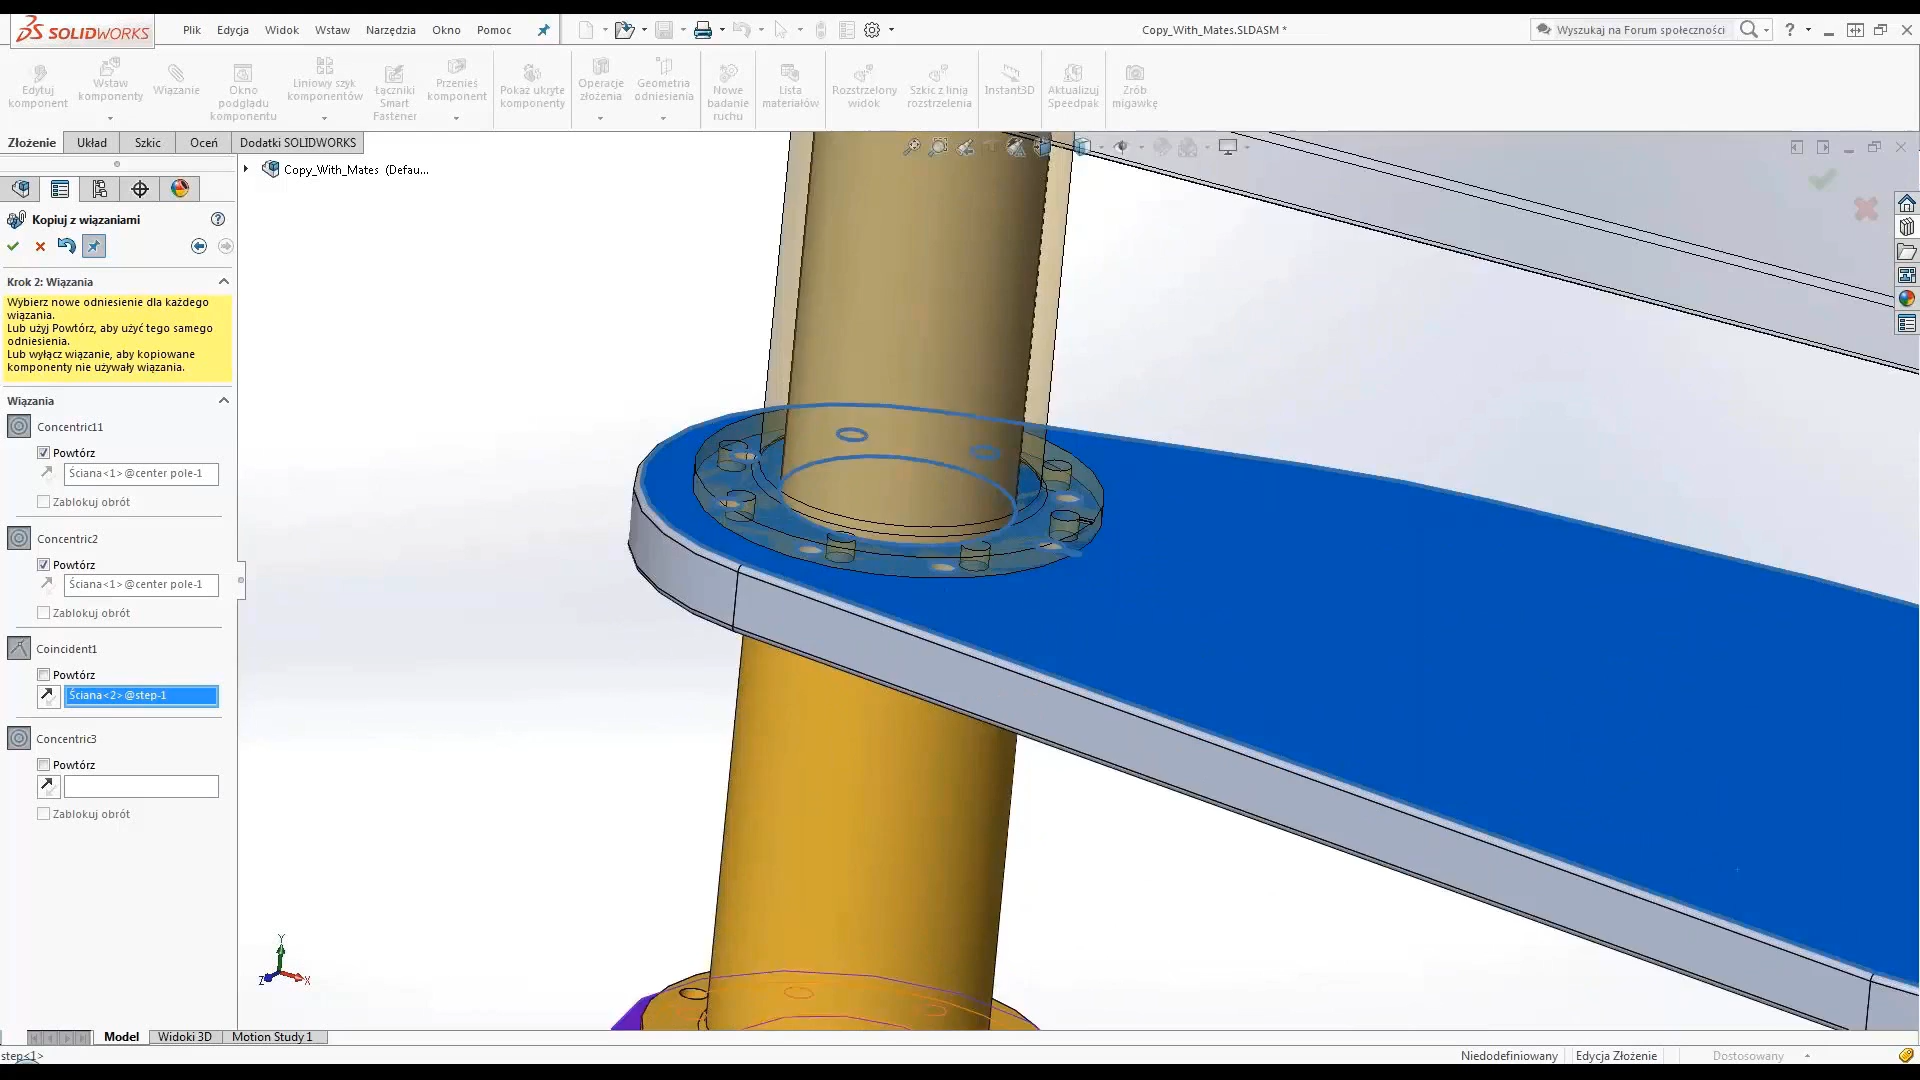 SOLIDWORKS
Plik
Edycja
Widok
Wstaw
Narzędzia
Okno
Pomoc
Copy_With_Mates.SLDASM *
Wyszukaj na Forum społeczności
?
Edytuj
komponent
Wstaw
komponenty
Wiązanie
Okno
podglądu
komponentu
Liniowy szyk
komponentów
Łączniki
Smart
Fastener
Przenieś
komponent
Pokaż ukryte
komponenty
Operacje
złożenia
Geometria
odniesienia
Nowe
badanie
ruchu
Lista
materiałów
Rozstrzelony
widok
Szkic z linią
rozstrzelenia
Instant3D
Aktualizuj
Speedpak
Zrób
migawkę
Złożenie
Układ
Szkic
Oceń
Dodatki SOLIDWORKS
Copy_With_Mates (Defau...
Kopiuj z wiązaniami
?
Krok 2: Wiązania
Wybierz nowe odniesienie dla każdego
wiązania.
Lub użyj Powtórz, aby użyć tego samego
odniesienia.
Lub wyłącz wiązanie, aby kopiowane
komponenty nie używały wiązania.
Wiązania
Concentric11
Powtórz
Ściana<1>@center pole-1
Zablokuj obrót
Concentric2
Powtórz
Ściana<1>@center pole-1
Zablokuj obrót
Coincident1
Powtórz
Ściana<2>@step-1
Concentric3
Powtórz
Zablokuj obrót
Y
Z
X
Model
Widoki 3D
Motion Study 1
step<1>
Niedodefiniowany
Edycja Złożenie
Dostosowany